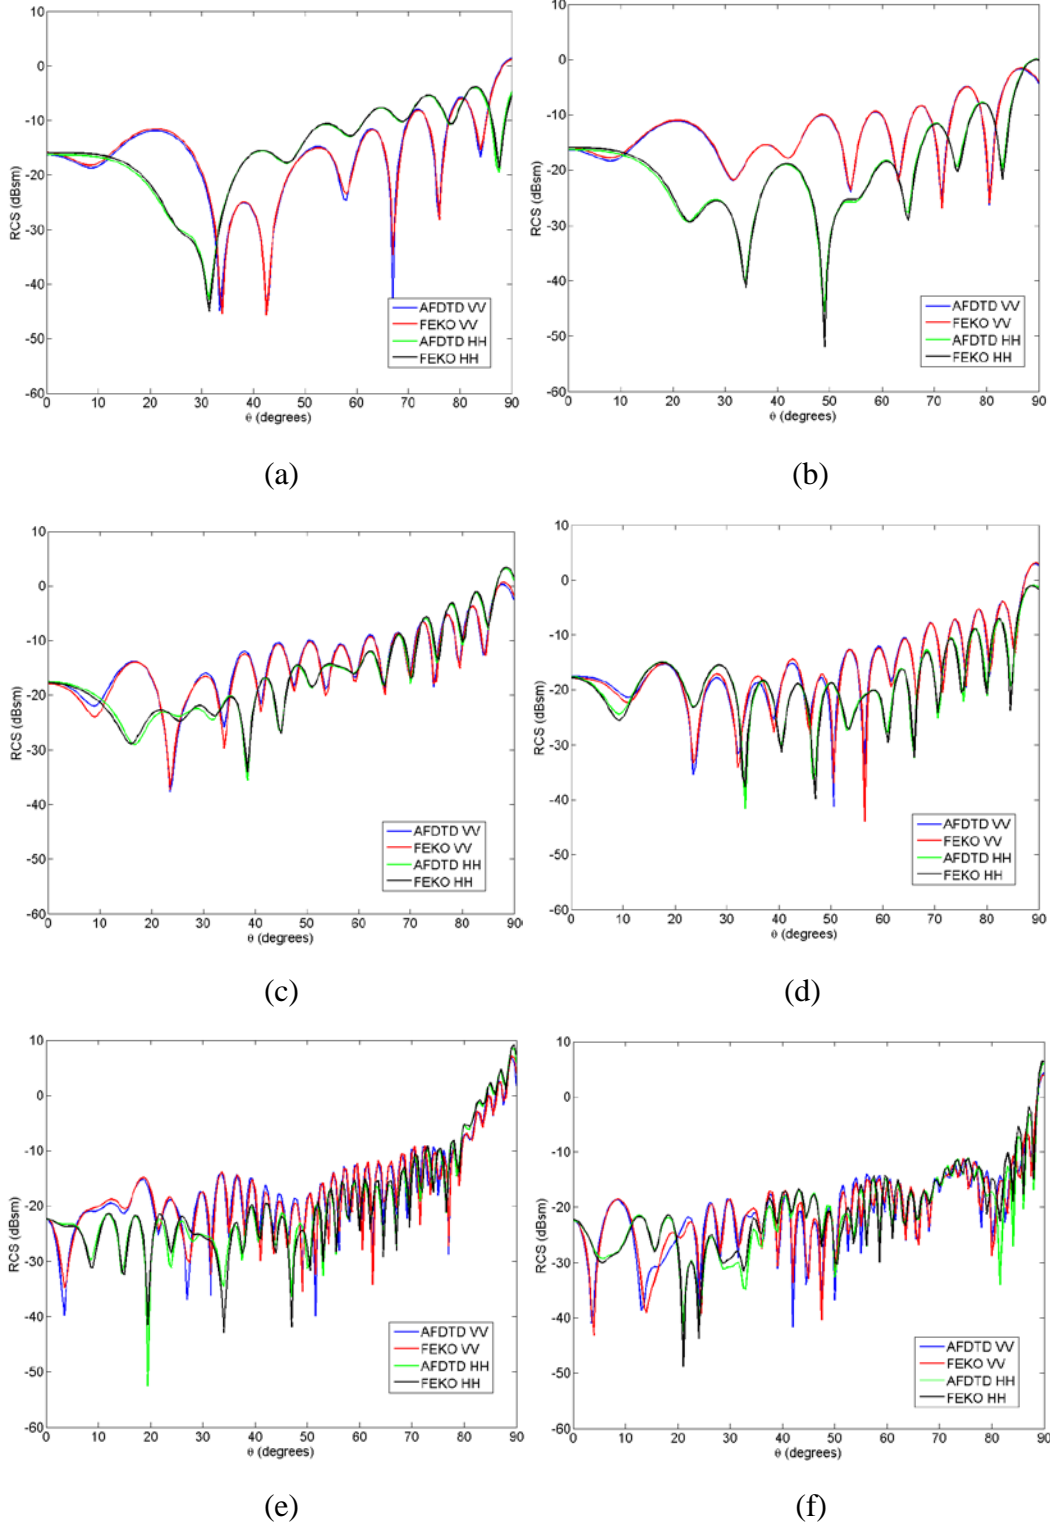 10
0
-10
-20
-30
-40
-50
-60
RCS (dBsm)
0 10 20 30 40 50 60 70 80 90
θ (degrees)
AFDTD VV
FEKO VV
AFDTD HH
FEKO HH
(a)
10
0
-10
-20
-30
-40
-50
-60
RCS (dBsm)
0 10 20 30 40 50 60 70 80 90
θ (degrees)
AFDTD VV
FEKO VV
AFDTD HH
FEKO HH
(b)
10
0
-10
-20
-30
-40
-50
-60
RCS (dBsm)
0 10 20 30 40 50 60 70 80 90
θ (degrees)
AFDTD VV
FEKO VV
AFDTD HH
FEKO HH
(c)
10
0
-10
-20
-30
-40
-50
-60
RCS (dBsm)
0 10 20 30 40 50 60 70 80 90
θ (degrees)
AFDTD VV
FEKO VV
AFDTD HH
FEKO HH
(d)
10
0
-10
-20
-30
-40
-50
-60
RCS (dBsm)
0 10 20 30 40 50 60 70 80 90
θ (degrees)
AFDTD VV
FEKO VV
AFDTD HH
FEKO HH
(e)
10
0
-10
-20
-30
-40
-50
-60
RCS (dBsm)
0 10 20 30 40 50 60 70 80 90
θ (degrees)
AFDTD VV
FEKO VV
AFDTD HH
FEKO HH
(f)